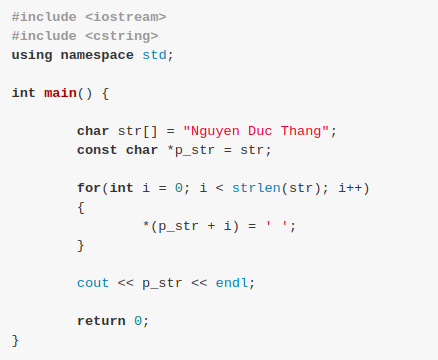 #include <iostream>
#include <cstring>
using namespace std;
int main() {
char str[] = "Nguyen Duc Thang";
const char *p_str = str;
for(int i = 0; i < strlen(str); i++)
{
*(p_str + i) = ' ';
}
cout << p_str << endl;
return 0;
}